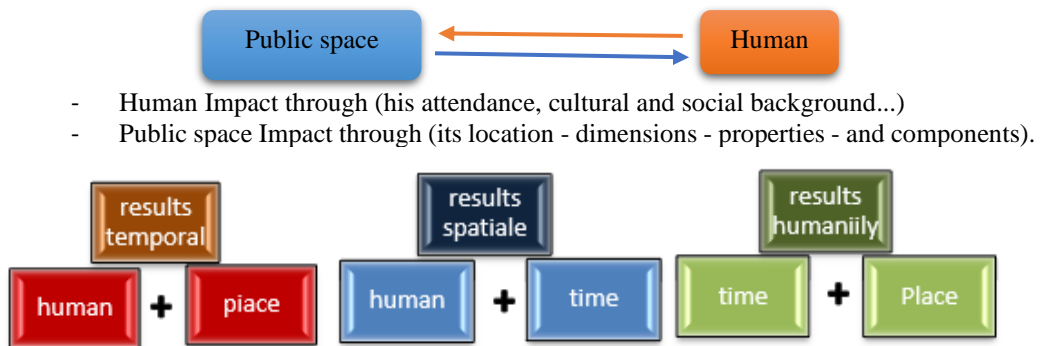 Public space
Human
- Human Impact through (his attendance, cultural and social background...)
- Public space Impact through (its location - dimensions - properties - and components).
results
temporal
human + piace
results
spatiale
human + time
results
humaniily
time + Place